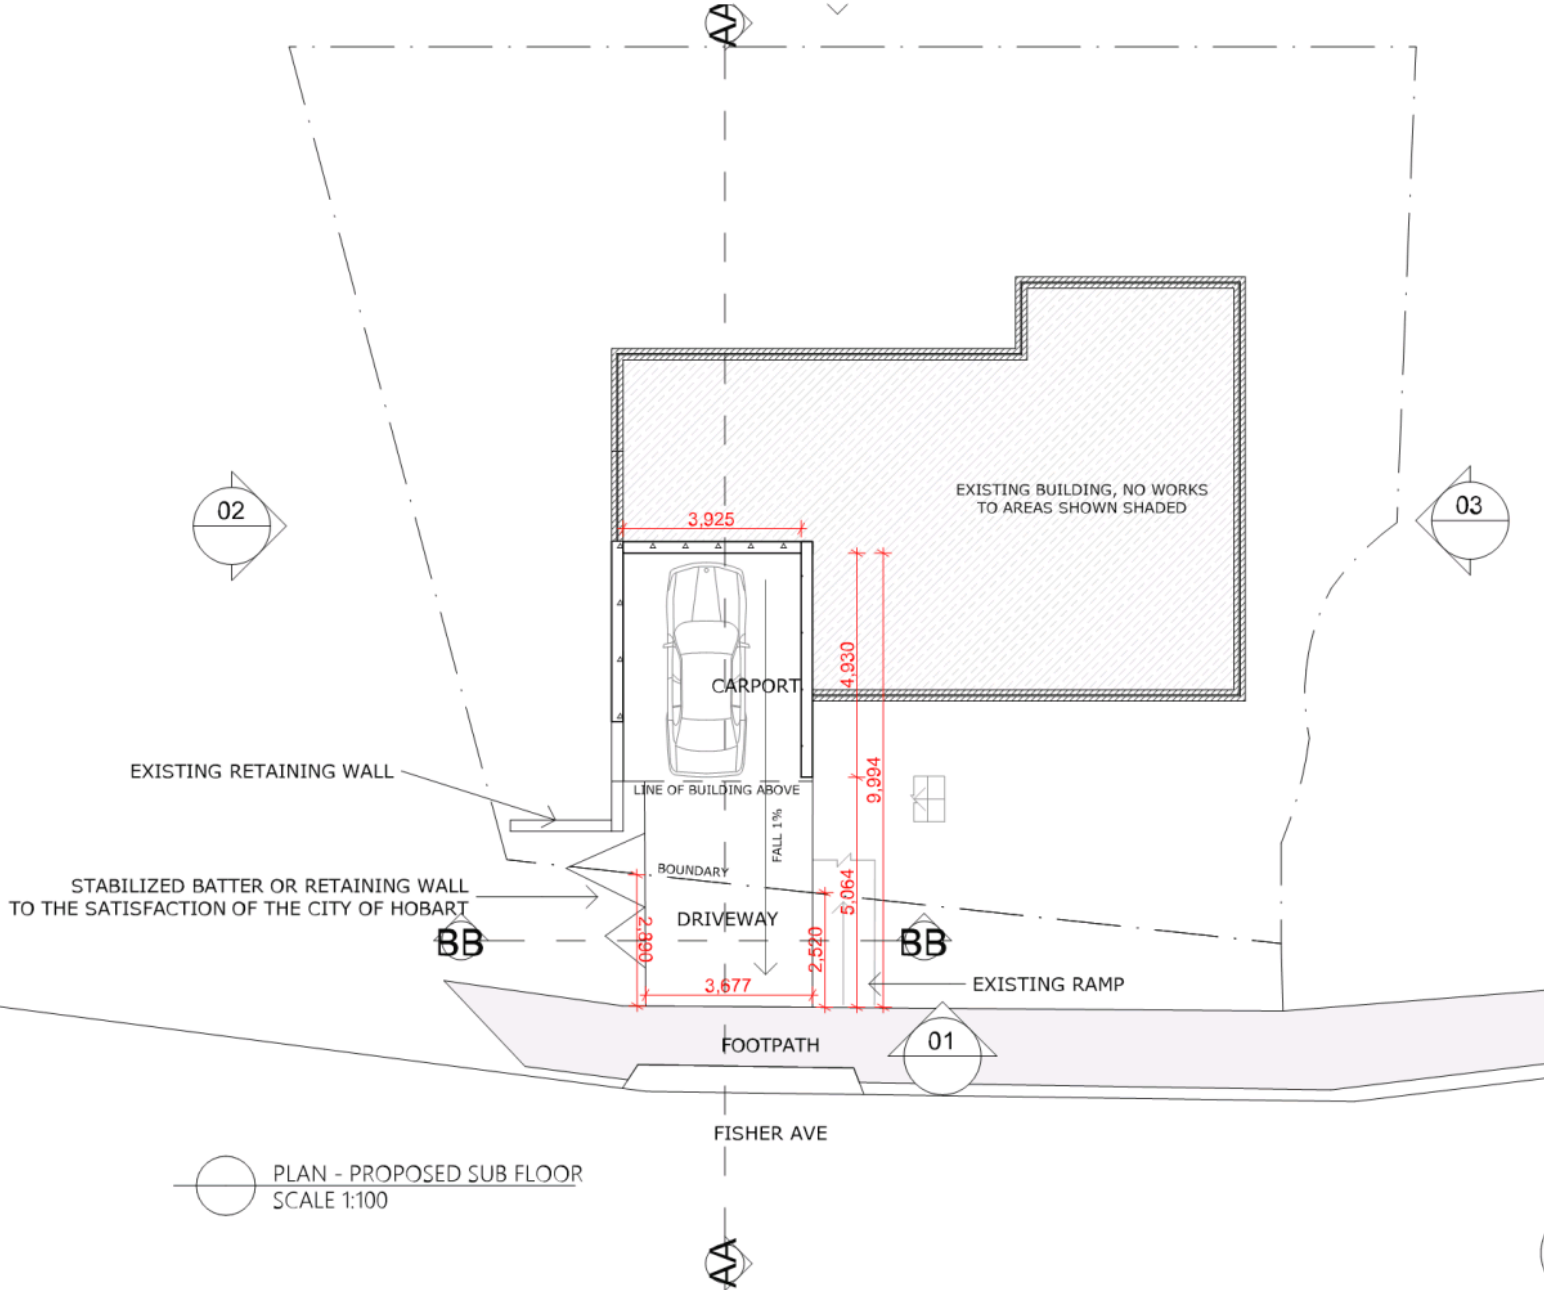 AA
02
03
EXISTING BUILDING, NO WORKS
TO AREAS SHOWN SHADED
3,925
4,930
CARPORT
9,994
EXISTING RETAINING WALL
LINE OF BUILDING ABOVE
FALL 1%
BOUNDARY
5,064
STABILIZED BATTER OR RETAINING WALL
TO THE SATISFACTION OF THE CITY OF HOBART
DRIVEWAY
2,890
2,520
BB
BB
3,677
EXISTING RAMP
FOOTPATH
01
FISHER AVE
PLAN - PROPOSED SUB FLOOR
SCALE 1:100
AA